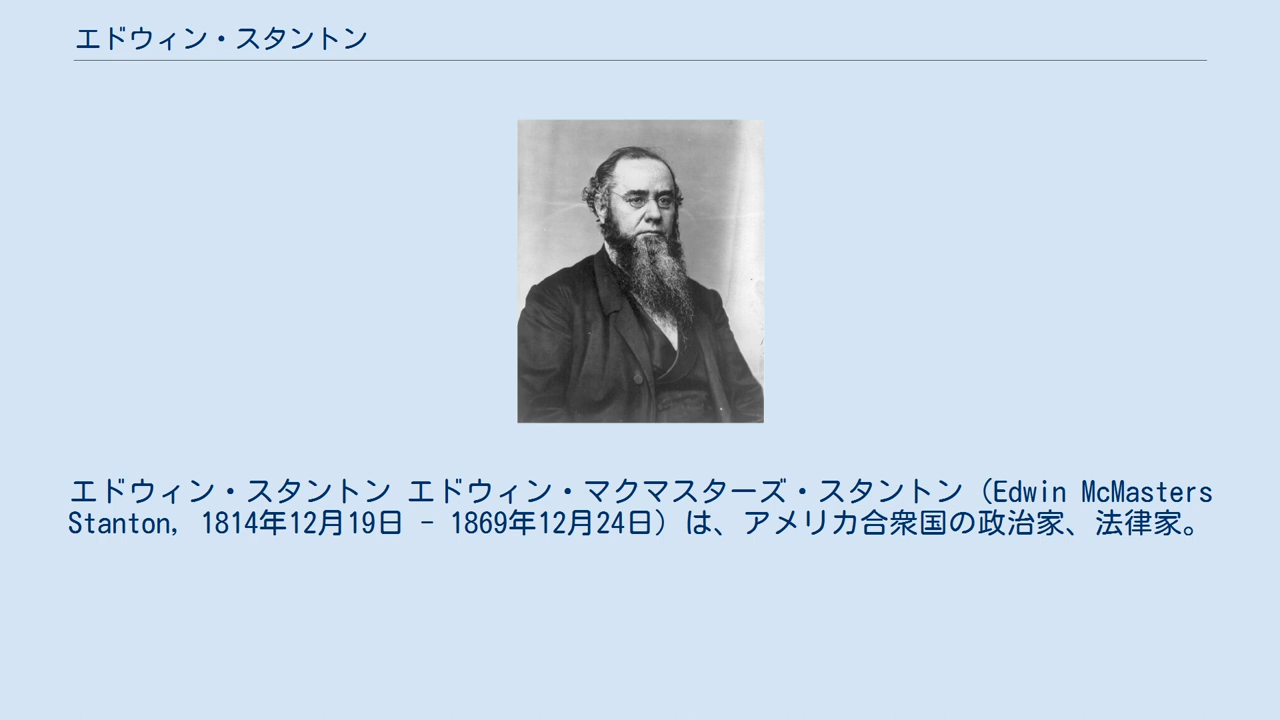 エドウィン・スタントン
エドウィン・スタントン エドウィン・マクマスターズ・スタントン（Edwin McMasters
Stanton, 1814年12月19日 - 1869年12月24日）は、アメリカ合衆国の政治家、法律家。